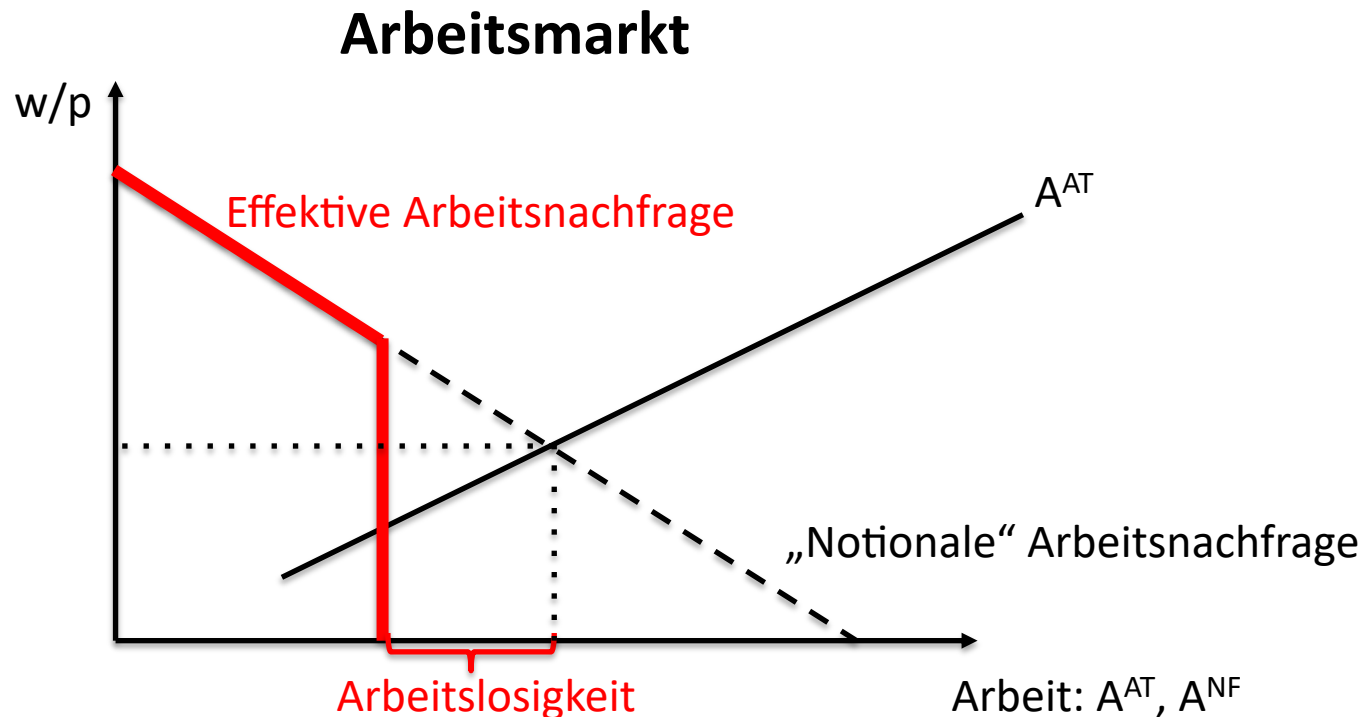 Arbeitsmarkt
w/p
A^AT
Effektive Arbeitsnachfrage
„Notionale“ Arbeitsnachfrage
Arbeitslosigkeit
Arbeit: A^AT, A^NF